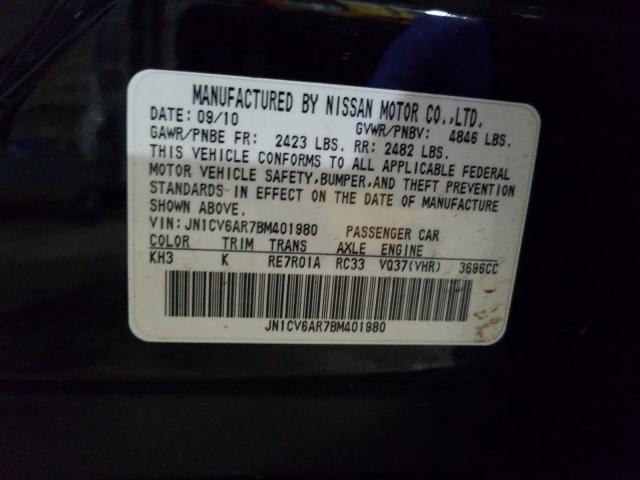 MANUFACTURED BY NISSAN MOTOR CO.,LTD.
DATE: 09/10 GVWR/PNBV: 4846 LBS.
GAWR/PNBE FR: 2423 LBS. RR: 2482 LBS.
THIS VEHICLE CONFORMS TO ALL APPLICABLE FEDERAL
MOTOR VEHICLE SAFETY,BUMPER,AND THEFT PREVENTION
STANDARDS IN EFFECT ON THE DATE OF MANUFACTURE
SHOWN ABOVE.
VIN: JN1CV6AR7BM401980 PASSENGER CAR
COLOR TRIM TRANS AXLE ENGINE
KH3 K RE7R01A RC33 VQ37(VHR) 3696CC
JN1CV6AR7BM401980